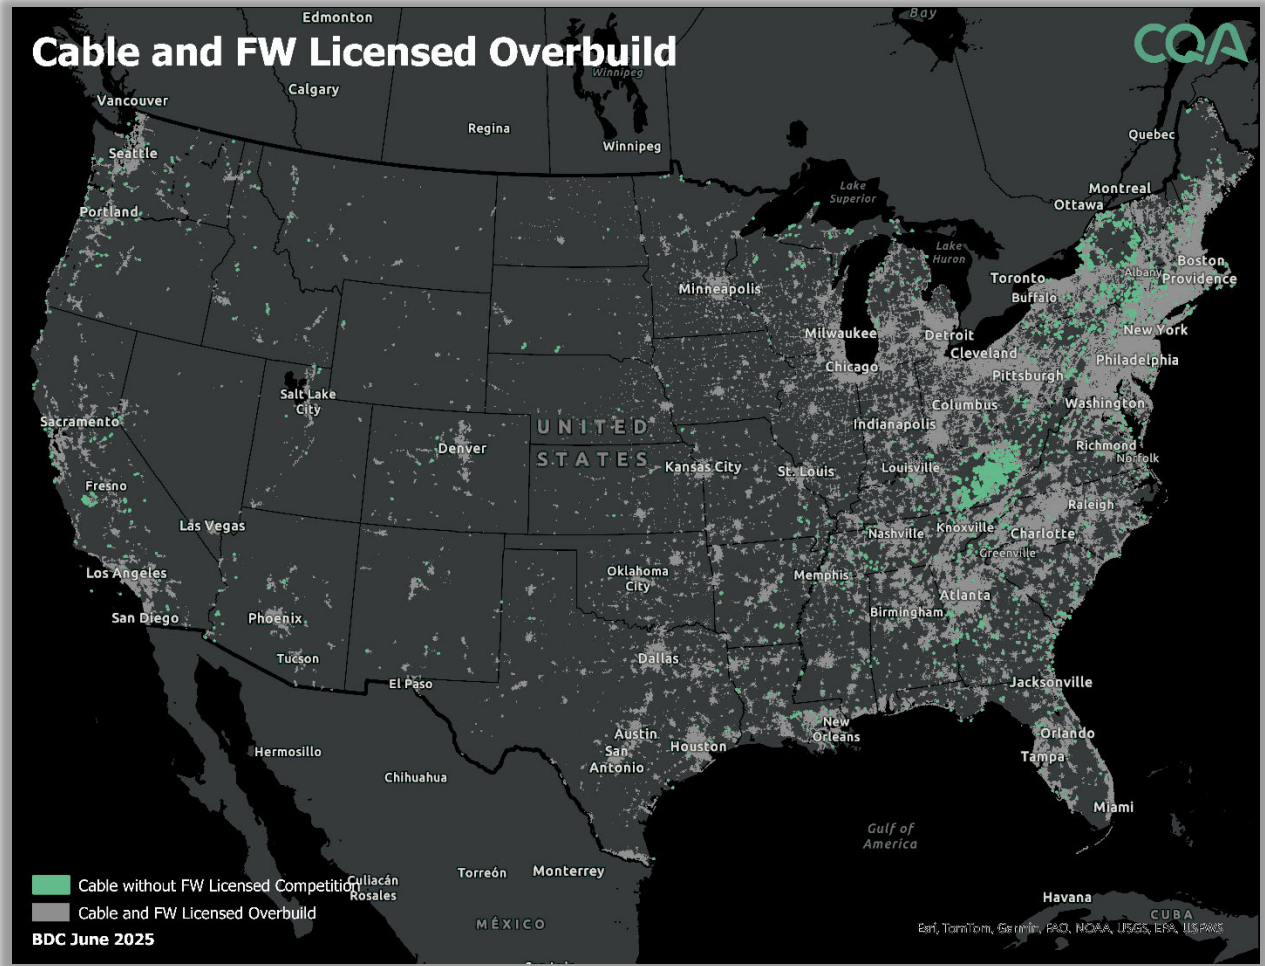 Edmonton
Bay
Cable and FW Licensed Overbuild
CQA
Winnipeg
Calgary
Vancouver
Regina
Winnipeg
Quebec
Seattle
Lake
Superior
Montreal
Ottawa
Portland
Lake
Huron
Boston
Toronto
Albany
Providence
Minneapolis
Buffalo
Milwaukee
Detroit
New York
Cleveland
Philadelphia
Chicago
Pittsburgh
Salt Lake
City
Columbus
Washington
Sacramento
UNITED
STATES
Indianapolis
Denver
Richmond
Norfolk
Kansas City
St. Louis
Louisville
Fresno
Raleigh
Las Vegas
Nashville
Knoxville
Charlotte
Greenville
Los Angeles
Oklahoma
City
Memphis
Atlanta
San Diego
Phoenix
Birmingham
Tucson
Dallas
El Paso
Jacksonville
New
Orleans
Austin
San
Antonio
Houston
Orlando
Tampa
Hermosillo
Chihuahua
Miami
Gulf of
America
Cable without FW Licensed Competition
Culiacán
Rosales
Torreón
Monterrey
Havana
Cable and FW Licensed Overbuild
CUBA
MÉXICO
BDC June 2025
Esri, TomTom, Garmin, FAO, NOAA, USGS, EPA, USFWS